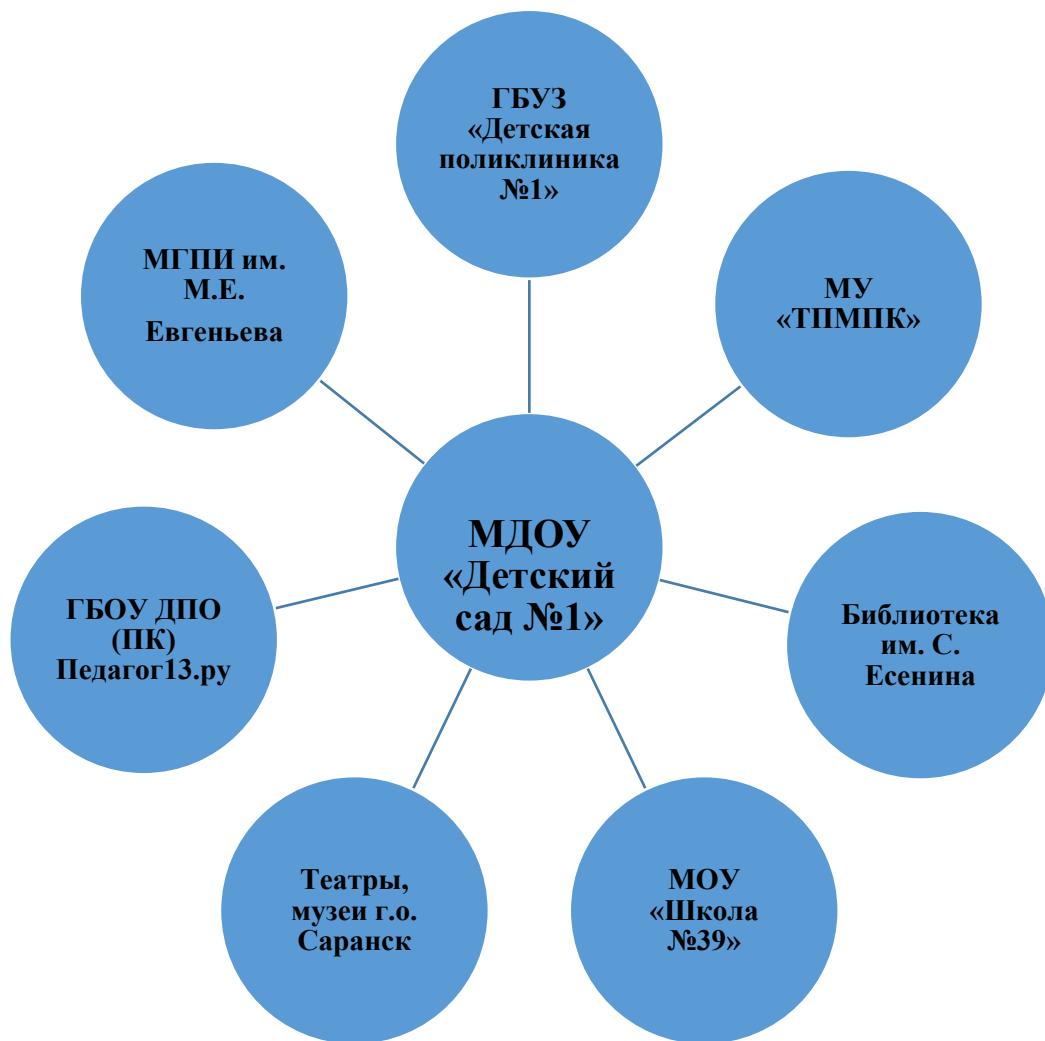 ГБУЗ
«Детская
поликлиника
№1»
МГПИ им.
М.Е.
Евгеньева
МУ
«ТПМПК»
МДОУ
«Детский
сад №1»
ГБОУ ДПО
(ПК)
Педагог13.ру
Библиотека
им. С.
Есенина
Театры,
музеи г.о.
Саранск
МОУ
«Школа
№39»